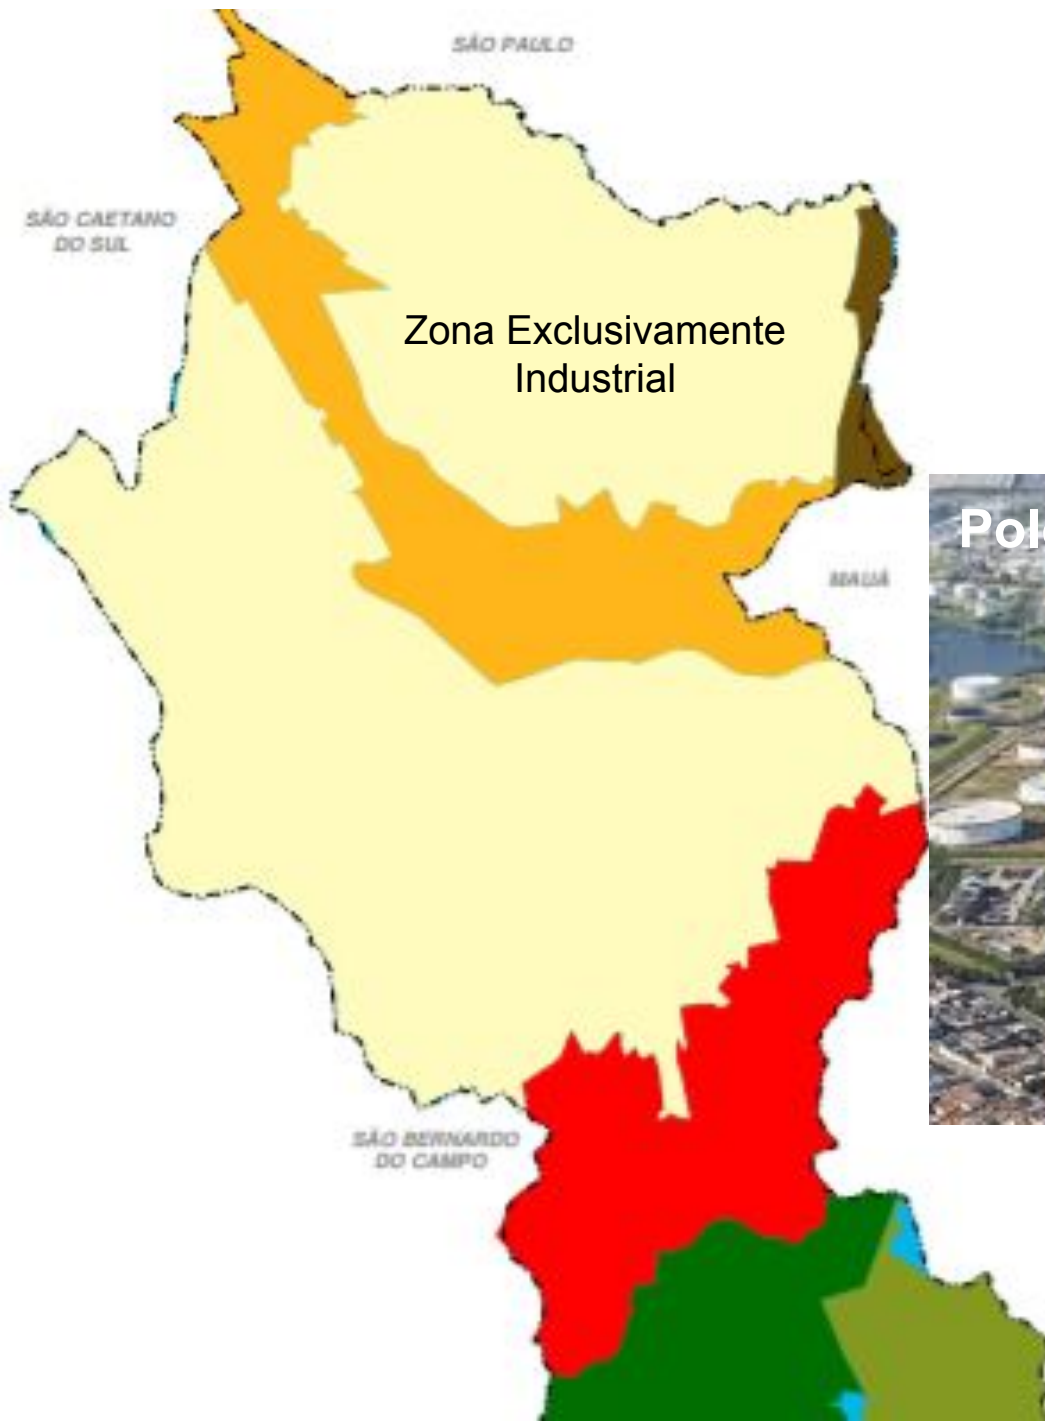 SÃO PAULO
SÃO CAETANO
DO SUL
Zona Exclusivamente
Industrial
MAUÁ
SÃO BERNARDO
DO CAMPO